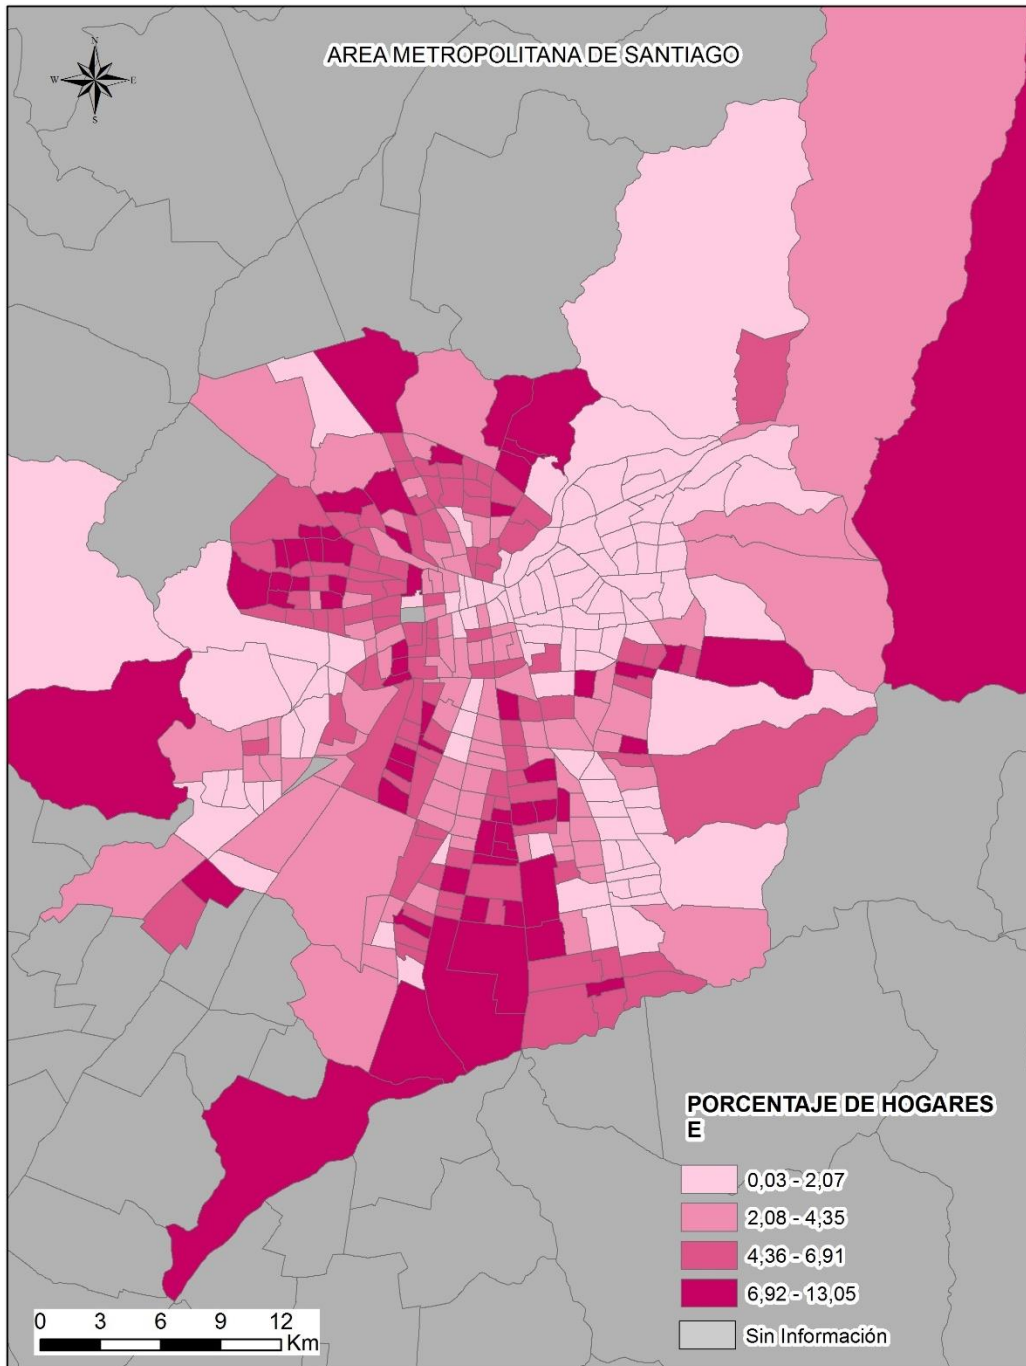 AREA METROPOLITANA DE SANTIAGO
N
W E
S
PORCENTAJE DE HOGARES
E
0,03 - 2,07
2,08 - 4,35
4,36 - 6,91
6,92 - 13,05
Sin Información
0 3 6 9 12
Km